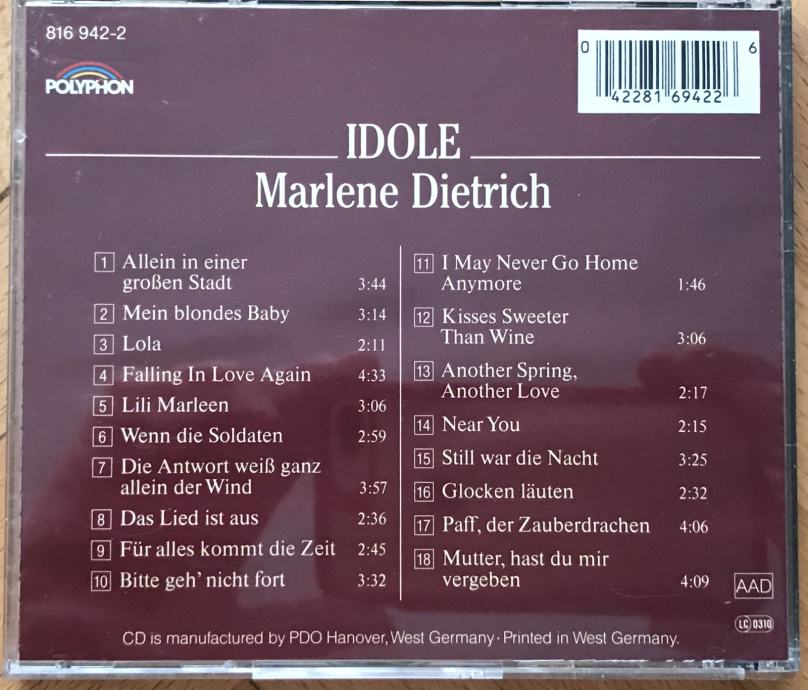 816 942-2
POLYPHON
0 42281 69422 6
IDOLE
Marlene Dietrich
1 Allein in einer
großen Stadt 3:44
2 Mein blondes Baby 3:14
3 Lola 2:11
4 Falling In Love Again 4:33
5 Lili Marleen 3:06
6 Wenn die Soldaten 2:59
7 Die Antwort weiß ganz
allein der Wind 3:57
8 Das Lied ist aus 2:36
9 Für alles kommt die Zeit 2:45
10 Bitte geh' nicht fort 3:32
11 I May Never Go Home
Anymore 1:46
12 Kisses Sweeter
Than Wine 3:06
13 Another Spring,
Another Love 2:17
14 Near You 2:15
15 Still war die Nacht 3:25
16 Glocken läuten 2:32
17 Paff, der Zauberdrachen 4:06
18 Mutter, hast du mir
vergeben 4:09
AAD
LC 0310
CD is manufactured by PDO Hanover, West Germany · Printed in West Germany.